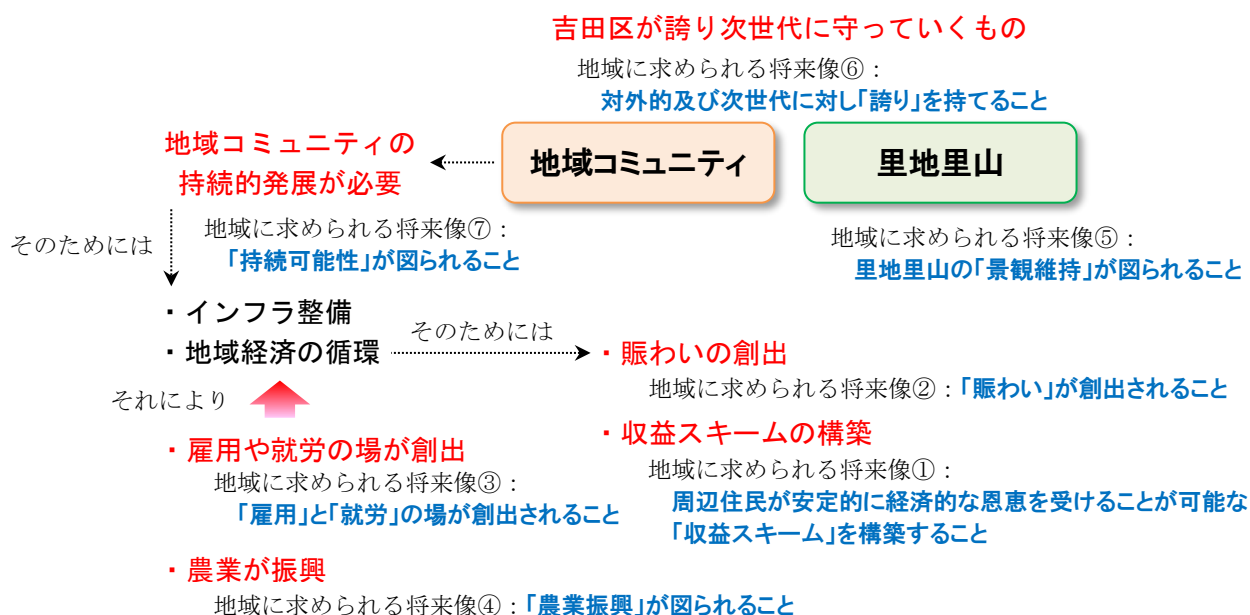 吉田区が誇り次世代に守っていくもの
地域に求められる将来像⑥：
対外的及び次世代に対し「誇り」を持てること
地域コミュニティの
持続的発展が必要
地域コミュニティ
里地里山
そのためには
地域に求められる将来像⑦：
「持続可能性」が図られること
地域に求められる将来像⑤：
里地里山の「景観維持」が図られること
・インフラ整備
・地域経済の循環
そのためには
・賑わいの創出
地域に求められる将来像②：「賑わい」が創出されること
それにより
・収益スキームの構築
地域に求められる将来像①：
周辺住民が安定的に経済的な恩恵を受けることが可能な
「収益スキーム」を構築すること
・雇用や就労の場が創出
地域に求められる将来像③：
「雇用」と「就労」の場が創出されること
・農業が振興
地域に求められる将来像④：「農業振興」が図られること